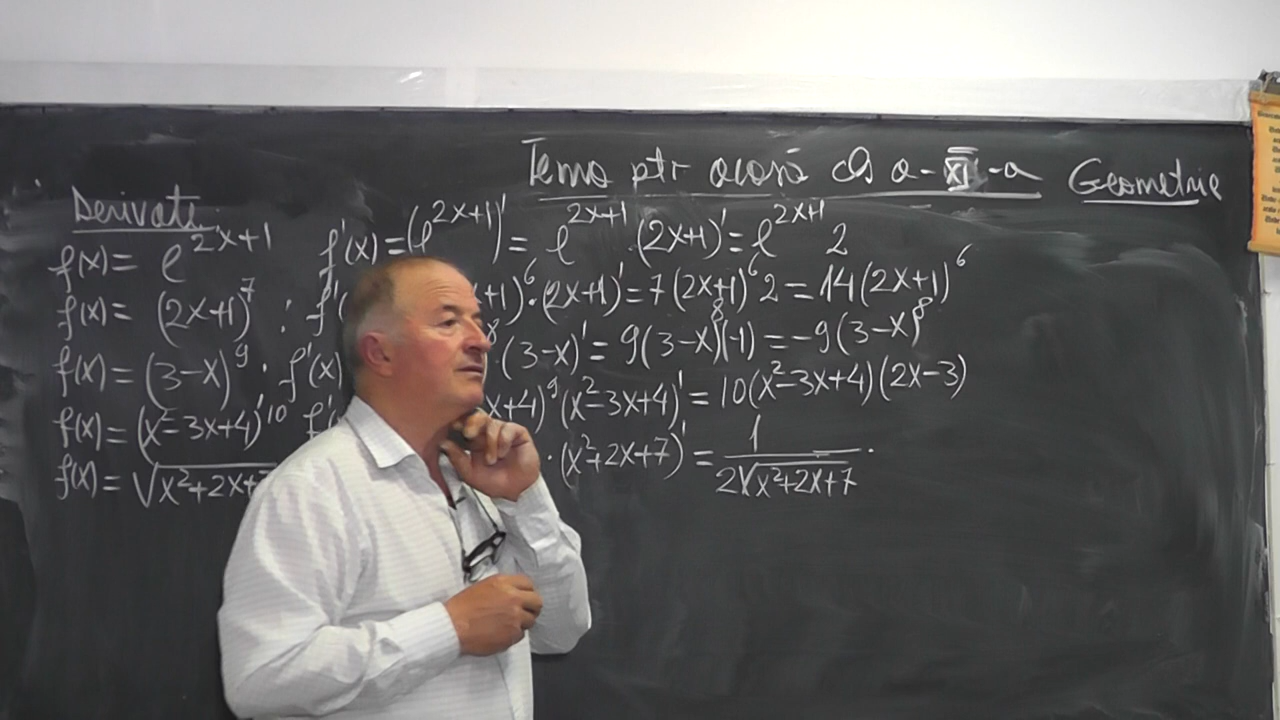 Tema ptr acasă cls a-XI-a Geometrie
Derivate
f(x)= e^{2x+1} f'(x)=(e^{2x+1})'= e^{2x+1}·(2x+1)'= e^{2x+1} 2
f(x)= (2x+1)^7 : f'( x+1)^6·(2x+1)'=7(2x+1)^6 2=14(2x+1)^6
f(x)=(3-x)^9· f'(x) ^8·(3-x)'=9(3-x)^8(-1)=-9(3-x)^8
f(x)=(x²-3x+4)'^{10} f' x+4)^9(x²-3x+4)'=10(x²-3x+4)(2x-3)
f(x)=√x²+2x+7 ·(x²+2x+7)'= 1/2√x²+2x+7 ·